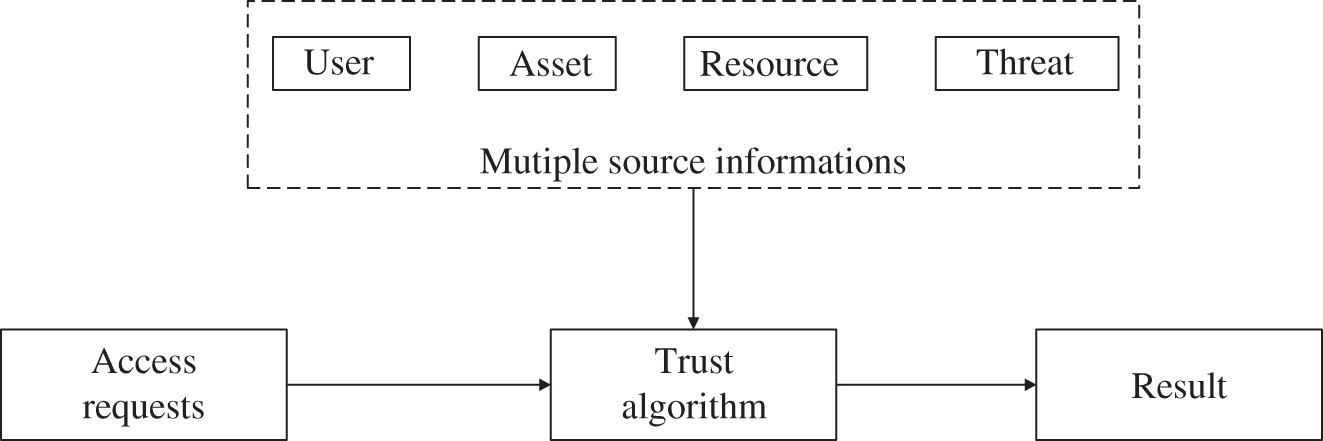 User
Asset
Resource
Threat
Mutiple source informations
Access
requests
Trust
algorithm
Result